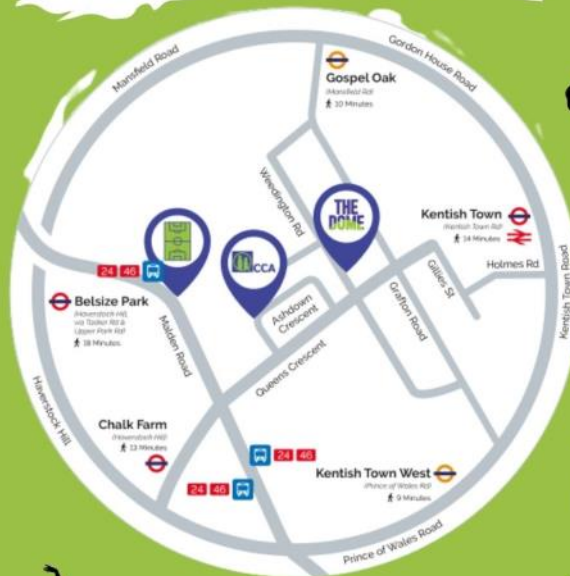 Mansfield Road
Gordon House Road
Gospel Oak
(Mansfield Rd)
10 Minutes
Weedington Rd
THE
DOME
Kentish Town
(Kentish Town Rd)
14 Minutes
Holmes Rd
Kentish Town Road
Gillies St
CCA
24 46
Belsize Park
(Haverstock Hill,
via Tasker Rd &
Upper Park Rd)
18 Minutes
Malden Road
Ashdown
Crescent
Grafton Road
Queens Crescent
Haverstock Hill
Chalk Farm
(Haverstock Hill)
13 Minutes
24 46
24 46
Kentish Town West
(Prince of Wales Rd)
9 Minutes
Prince of Wales Road